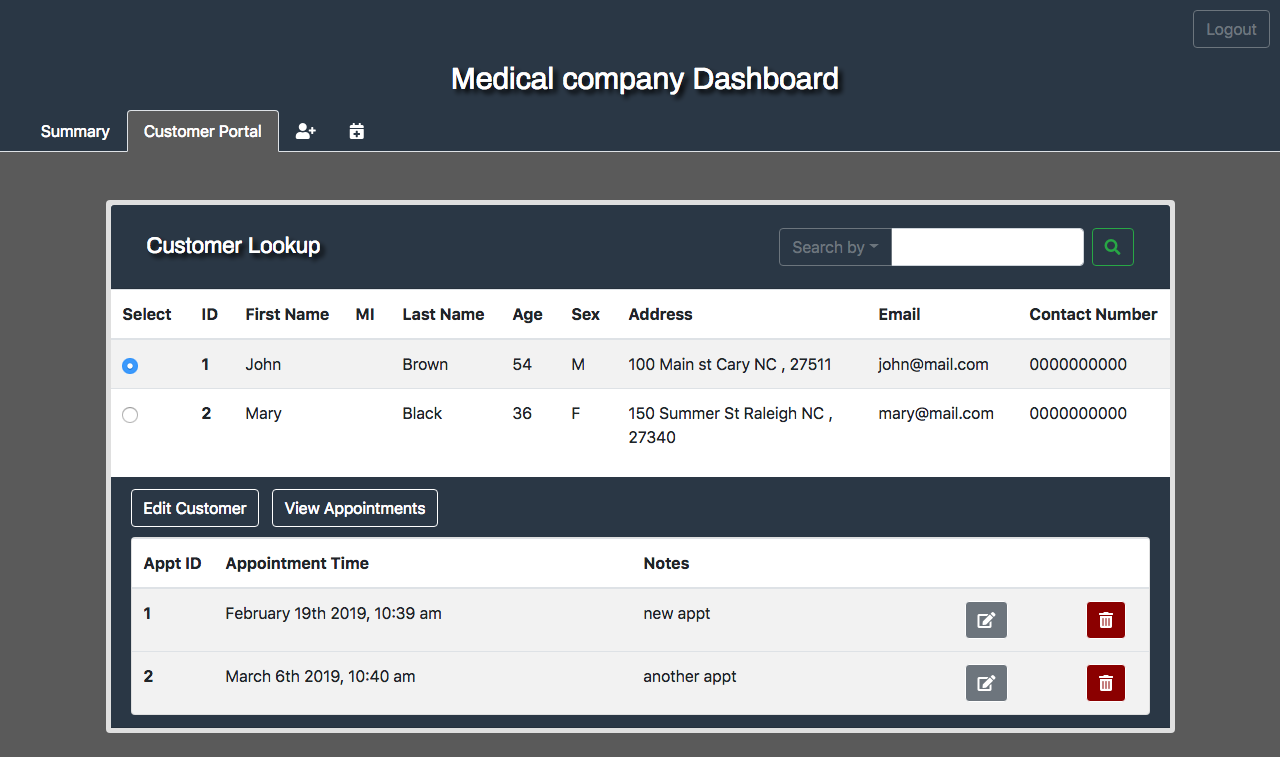 Logout
Medical company Dashboard
Summary Customer Portal
Customer Lookup Search by
Select ID First Name MI Last Name Age Sex Address Email Contact Number
1 John Brown 54 M 100 Main st Cary NC , 27511 john@mail.com 0000000000
2 Mary Black 36 F 150 Summer St Raleigh NC , mary@mail.com 0000000000
27340
Edit Customer View Appointments
Appt ID Appointment Time Notes
1 February 19th 2019, 10:39 am new appt
2 March 6th 2019, 10:40 am another appt